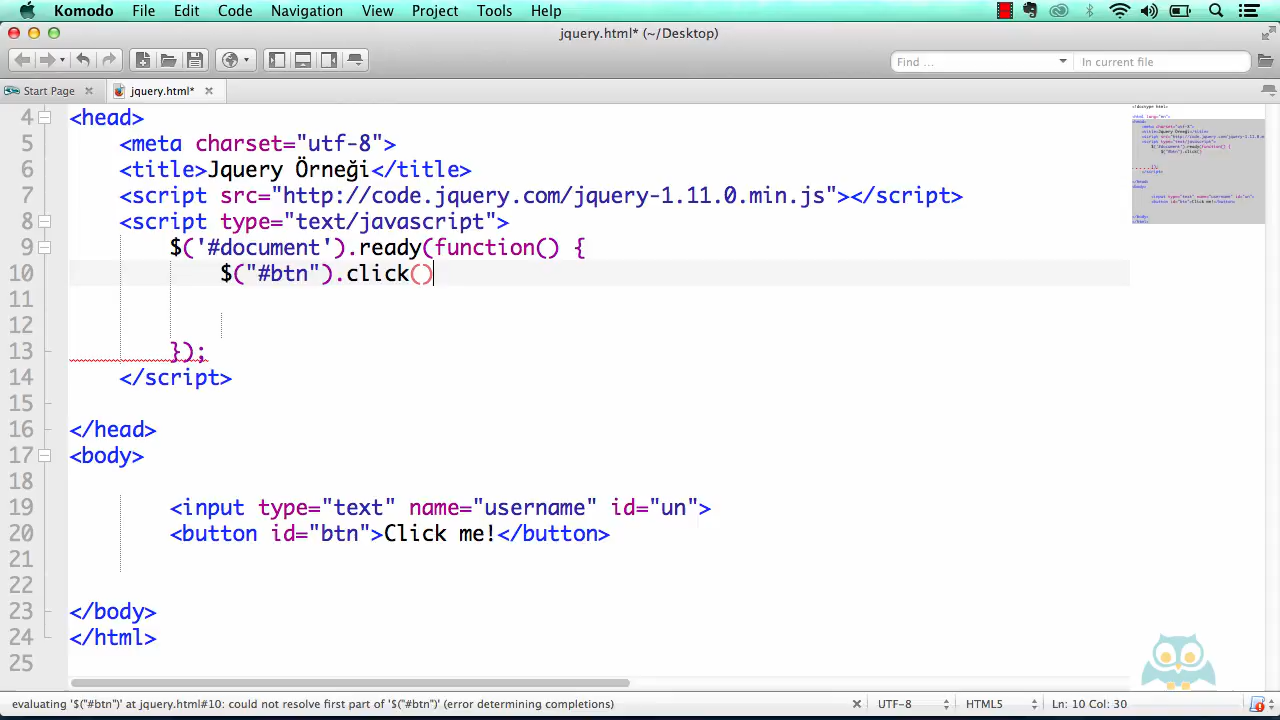 Komodo File Edit Code Navigation View Project Tools Help
jquery.html* (~/Desktop)
Find ... In current file
Start Page jquery.html*
4 <head>
5 <meta charset="utf-8">
6 <title>Jquery Örneği</title>
7 <script src="http://code.jquery.com/jquery-1.11.0.min.js"></script>
8 <script type="text/javascript">
9 $('#document').ready(function() {
10 $("#btn").click()
11
12
13 });
14 </script>
15
16 </head>
17 <body>
18
19 <input type="text" name="username" id="un">
20 <button id="btn">Click me!</button>
21
22
23 </body>
24 </html>
25
evaluating '$("#btn")' at jquery.html#10: could not resolve first part of '$("#btn")' (error determining completions) UTF-8 HTML5 Ln: 10 Col: 30